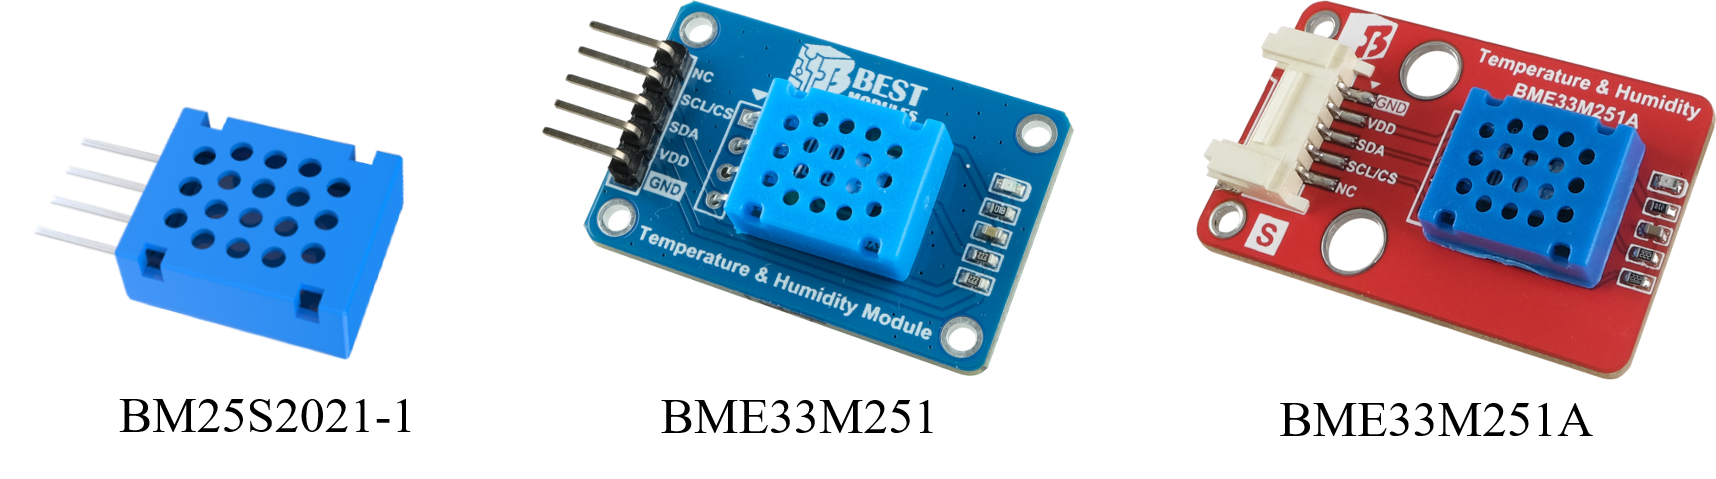 NC
SCL/CS
SDA
VDD
GND
BEST
MODULES
Temperature & Humidity Module
Temperature & Humidity
BME33M251A
GND
VDD
SDA
SCL/CS
NC
S
BM25S2021-1
BME33M251
BME33M251A